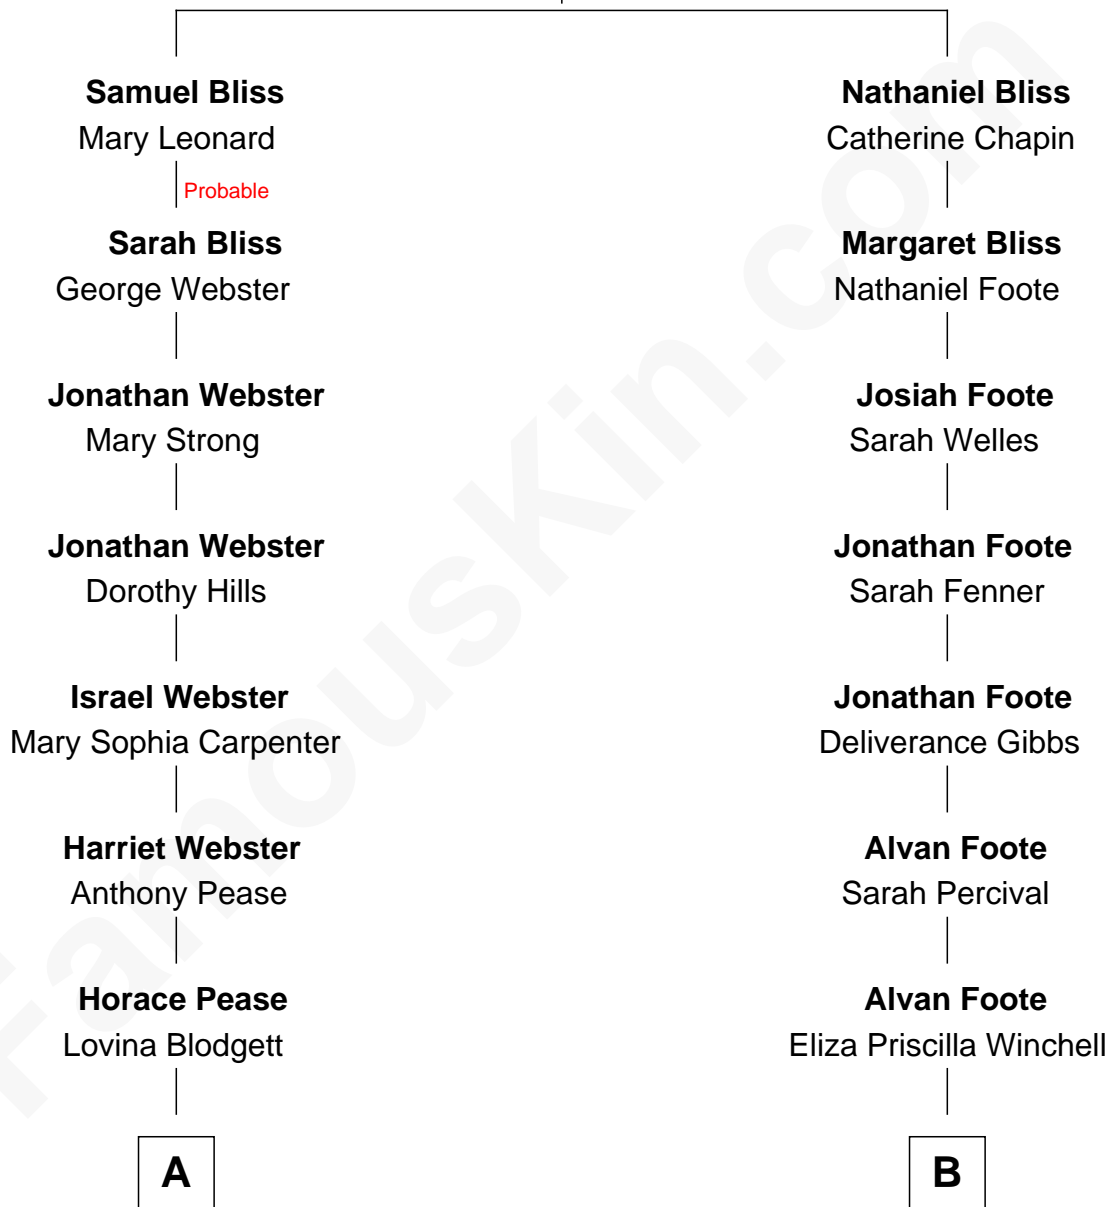 Samuel Bliss
Mary Leonard
Probable
Sarah Bliss
George Webster
Jonathan Webster
Mary Strong
Jonathan Webster
Dorothy Hills
Israel Webster
Mary Sophia Carpenter
Harriet Webster
Anthony Pease
Horace Pease
Lovina Blodgett
A
Nathaniel Bliss
Catherine Chapin
Margaret Bliss
Nathaniel Foote
Josiah Foote
Sarah Welles
Jonathan Foote
Sarah Fenner
Jonathan Foote
Deliverance Gibbs
Alvan Foote
Sarah Percival
Alvan Foote
Eliza Priscilla Winchell
B
FamousKin.com